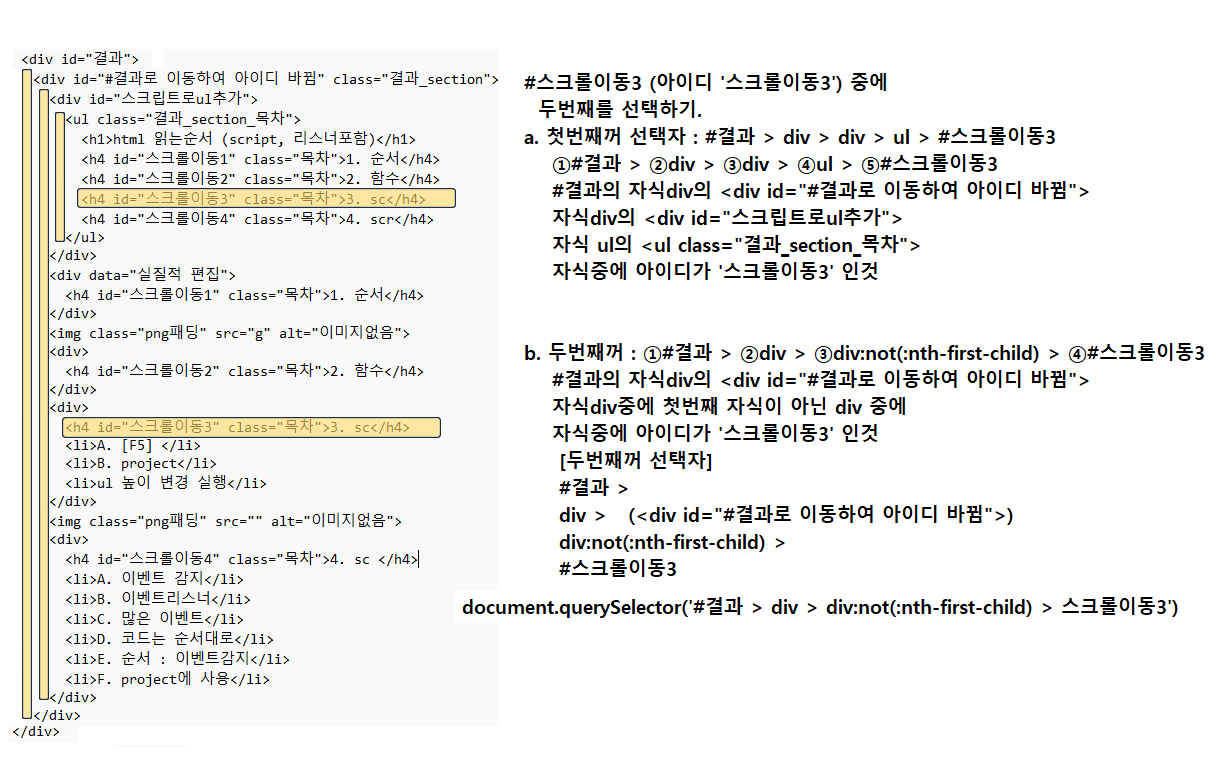 <div id="결과">
<div id="#결과로 이동하여 아이디 바뀜" class="결과_section">
<div id="스크립트로ul추가">
<ul class="결과_section_목차">
<h1>html 읽는순서 (script, 리스너포함)</h1>
<h4 id="스크롤이동1" class="목차">1. 순서</h4>
<h4 id="스크롤이동2" class="목차">2. 함수</h4>
<h4 id="스크롤이동3" class="목차">3. sc</h4>
<h4 id="스크롤이동4" class="목차">4. scr</h4>
</ul>
</div>
<div data="실질적 편집">
<h4 id="스크롤이동1" class="목차">1. 순서</h4>
</div>
<img class="png패딩" src="g" alt="이미지없음">
<div>
<h4 id="스크롤이동2" class="목차">2. 함수</h4>
</div>
<div>
<h4 id="스크롤이동3" class="목차">3. sc</h4>
<li>A. [F5] </li>
<li>B. project</li>
<li>ul 높이 변경 실행</li>
</div>
<img class="png패딩" src="" alt="이미지없음">
<div>
<h4 id="스크롤이동4" class="목차">4. sc </h4>
<li>A. 이벤트 감지</li>
<li>B. 이벤트리스너</li>
<li>C. 많은 이벤트</li>
<li>D. 코드는 순서대로</li>
<li>E. 순서 : 이벤트감지</li>
<li>F. project에 사용</li>
</div>
</div>
</div>
#스크롤이동3 (아이디 '스크롤이동3') 중에
두번째를 선택하기.
a. 첫번째꺼 선택자 : #결과 > div > div > ul > #스크롤이동3
①#결과 > ②div > ③div > ④ul > ⑤#스크롤이동3
#결과의 자식div의 <div id="#결과로 이동하여 아이디 바뀜">
자식div의 <div id="스크립트로ul추가">
자식 ul의 <ul class="결과_section_목차">
자식중에 아이디가 '스크롤이동3' 인것
b. 두번째꺼 : ①#결과 > ②div > ③div:not(:nth-first-child) > ④#스크롤이동3
#결과의 자식div의 <div id="#결과로 이동하여 아이디 바뀜">
자식div중에 첫번째 자식이 아닌 div 중에
자식중에 아이디가 '스크롤이동3' 인것
[두번째꺼 선택자]
#결과 >
div > (<div id="#결과로 이동하여 아이디 바뀜">)
div:not(:nth-first-child) >
#스크롤이동3
document.querySelector('#결과 > div > div:not(:nth-first-child) > 스크롤이동3')